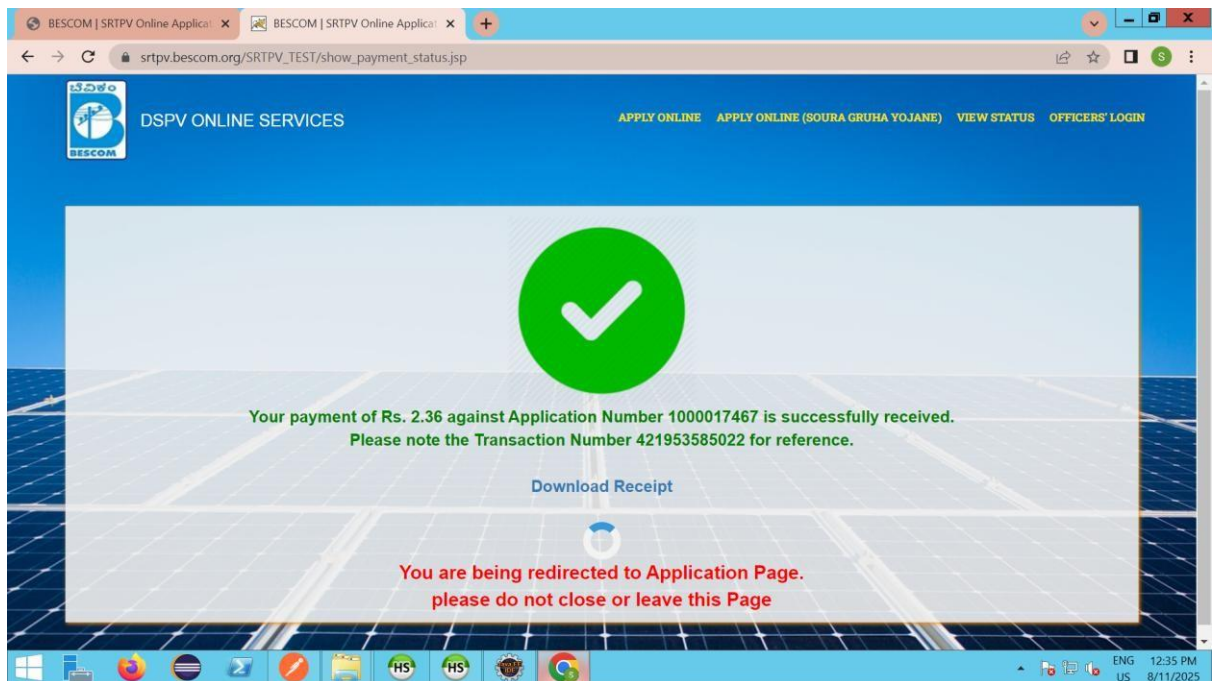 BESCOM | SRTPV Online Applicat
BESCOM | SRTPV Online Applicat
srtpv.bescom.org/SRTPV_TEST/show_payment_status.jsp
S
ಬೆವಿಕಂ
BESCOM
DSPV ONLINE SERVICES
APPLY ONLINE APPLY ONLINE (SOURA GRUHA YOJANE) VIEW STATUS OFFICERS' LOGIN
Your payment of Rs. 2.36 against Application Number 1000017467 is successfully received.
Please note the Transaction Number 421953585022 for reference.
Download Receipt
You are being redirected to Application Page.
please do not close or leave this Page
HS HS
ENG 12:35 PM
US 8/11/2025